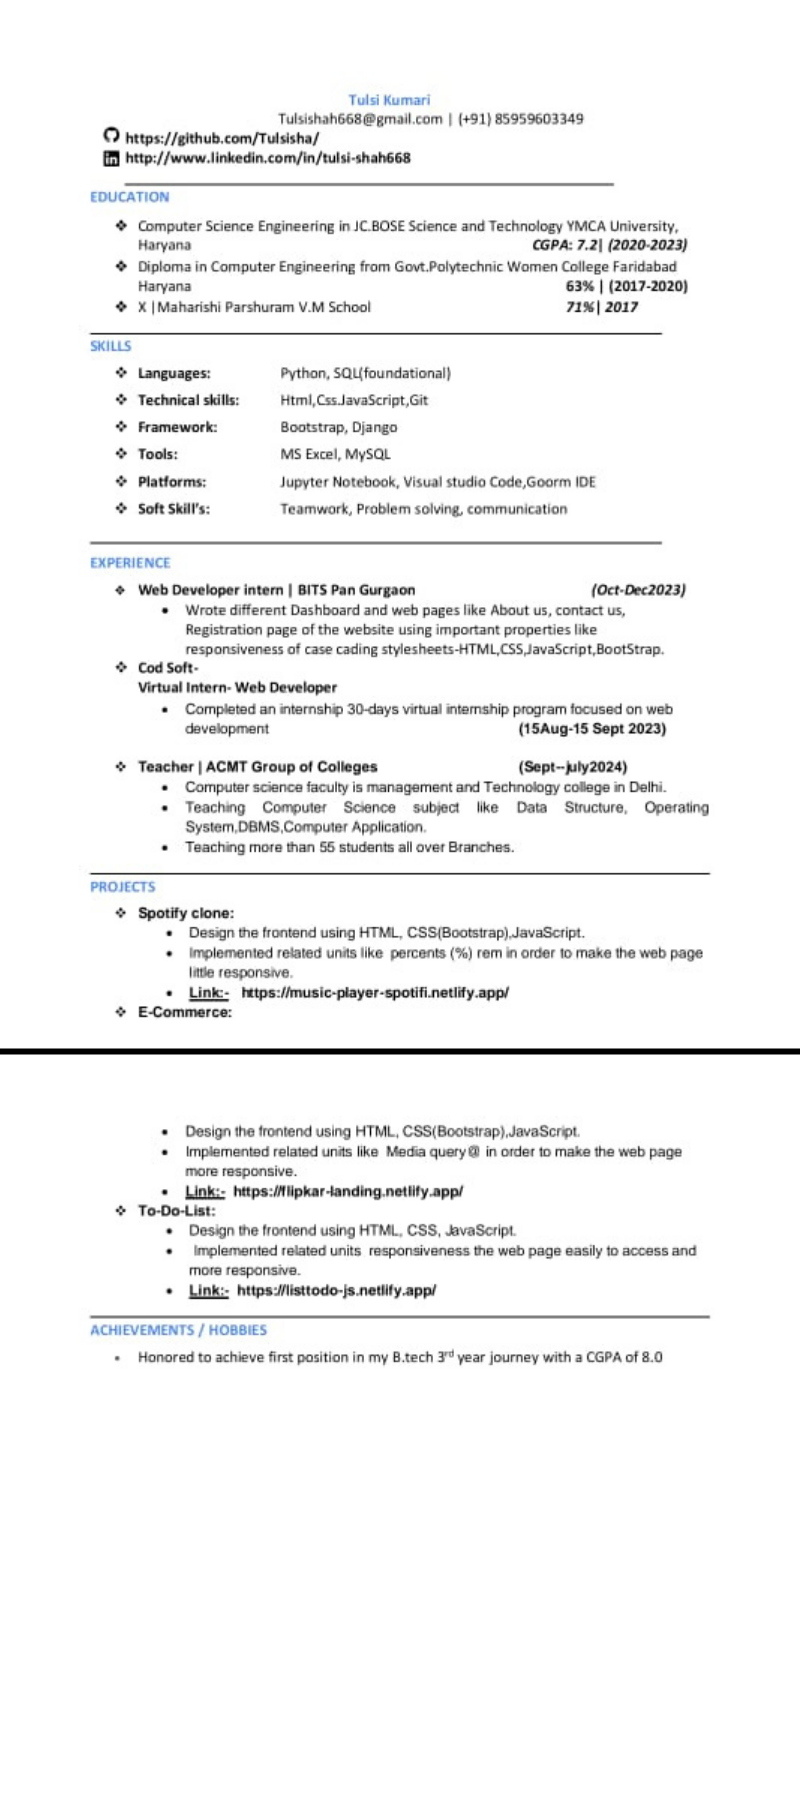 Tulsi Kumari
Tulsishah668@gmail.com | (+91) 85959603349
https://github.com/Tulsisha/
http://www.linkedin.com/in/tulsi-shah668
EDUCATION
❖ Computer Science Engineering in JC.BOSE Science and Technology YMCA University,
Haryana CGPA: 7.2| (2020-2023)
❖ Diploma in Computer Engineering from Govt.Polytechnic Women College Faridabad
Haryana 63% | (2017-2020)
❖ X |Maharishi Parshuram V.M School 71%| 2017
SKILLS
❖ Languages: Python, SQL(foundational)
❖ Technical skills: Html,Css.JavaScript,Git
❖ Framework: Bootstrap, Django
❖ Tools: MS Excel, MySQL
❖ Platforms: Jupyter Notebook, Visual studio Code,Goorm IDE
❖ Soft Skill's: Teamwork, Problem solving, communication
EXPERIENCE
❖ Web Developer intern | BITS Pan Gurgaon (Oct-Dec2023)
• Wrote different Dashboard and web pages like About us, contact us,
Registration page of the website using important properties like
responsiveness of case cading stylesheets-HTML,CSS,JavaScript,BootStrap.
❖ Cod Soft-
Virtual Intern- Web Developer
• Completed an internship 30-days virtual internship program focused on web
development (15Aug-15 Sept 2023)
❖ Teacher | ACMT Group of Colleges (Sept--july2024)
• Computer science faculty is management and Technology college in Delhi.
• Teaching Computer Science subject like Data Structure, Operating
System,DBMS,Computer Application.
• Teaching more than 55 students all over Branches.
PROJECTS
❖ Spotify clone:
• Design the frontend using HTML, CSS(Bootstrap),JavaScript.
• Implemented related units like percents (%) rem in order to make the web page
little responsive.
• Link:- https://music-player-spotifi.netlify.app/
❖ E-Commerce:
• Design the frontend using HTML, CSS(Bootstrap),JavaScript.
• Implemented related units like Media query@ in order to make the web page
more responsive.
• Link:- https://flipkar-landing.netlify.app/
❖ To-Do-List:
• Design the frontend using HTML, CSS, JavaScript.
• Implemented related units responsiveness the web page easily to access and
more responsive.
• Link:- https://listtodo-js.netlify.app/
ACHIEVEMENTS / HOBBIES
• Honored to achieve first position in my B.tech 3rd year journey with a CGPA of 8.0